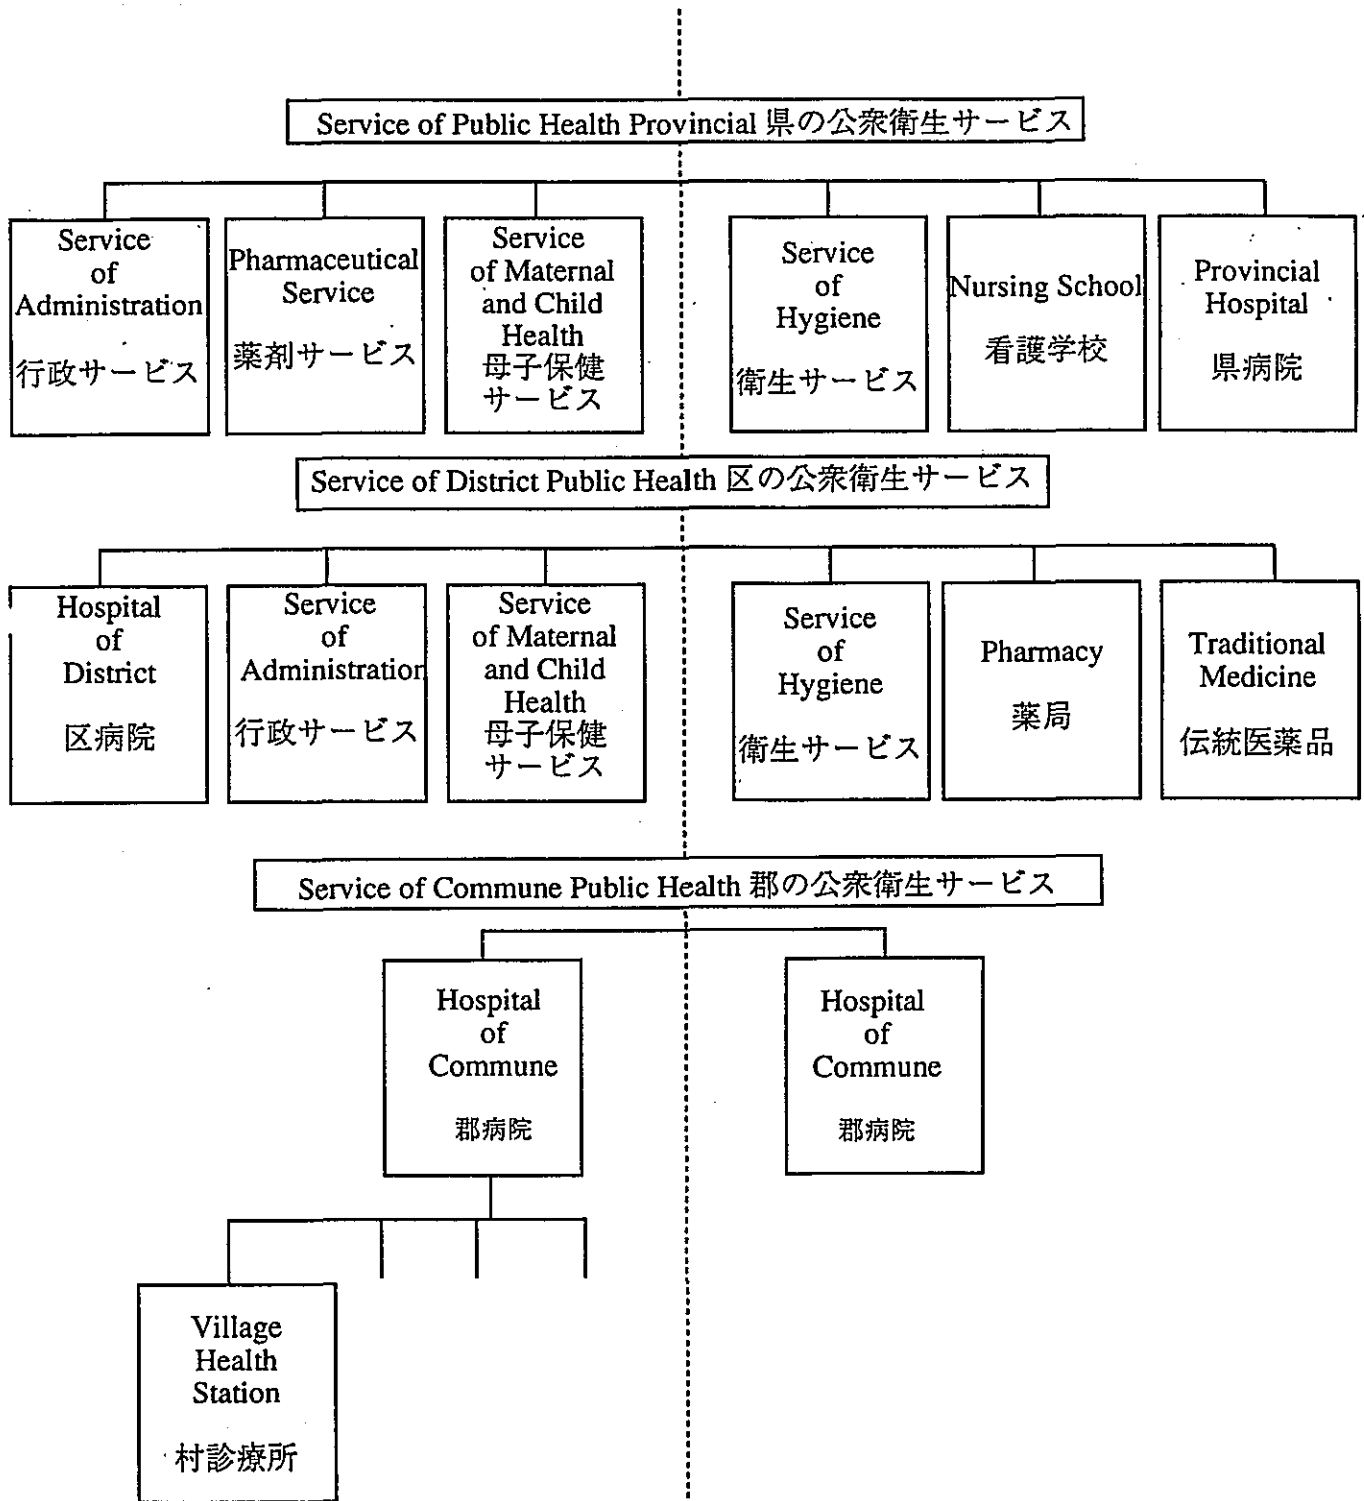 Service of Public Health Provincial 県の公衆衛生サービス
Service
of
Administration
行政サービス
Pharmaceutical
Service
薬剤サービス
Service
of Maternal
and Child
Health
母子保健
サービス
Service
of
Hygiene
衛生サービス
Nursing School
看護学校
Provincial
Hospital
県病院
Service of District Public Health 区の公衆衛生サービス
Hospital
of
District
区病院
Service
of
Administration
行政サービス
Service
of Maternal
and Child
Health
母子保健
サービス
Service
of
Hygiene
衛生サービス
Pharmacy
薬局
Traditional
Medicine
伝統医薬品
Service of Commune Public Health 郡の公衆衛生サービス
Hospital
of
Commune
郡病院
Hospital
of
Commune
郡病院
Village
Health
Station
村診療所